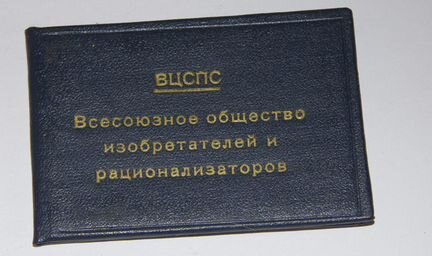 ВЦСПС
Всесоюзное общество
изобретателей и
рационализаторов